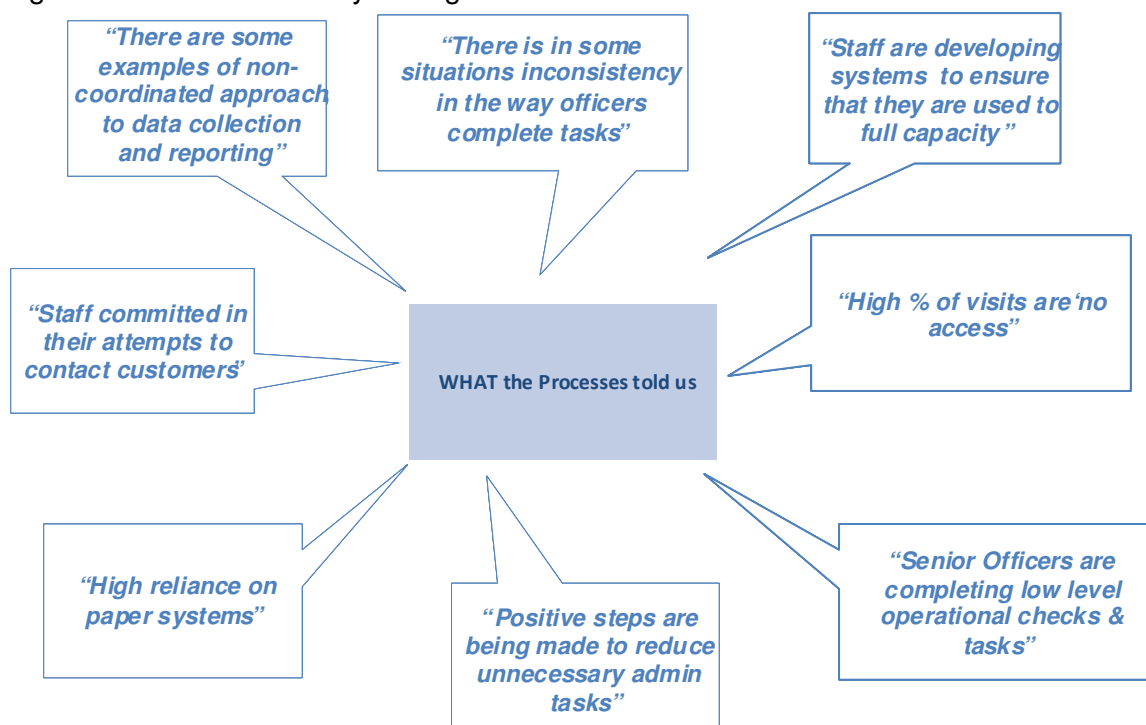 “There are some
examples of non-
coordinated approach
to data collection
and reporting”
“There is in some
situations inconsistency
in the way officers
complete tasks”
“Staff are developing
systems to ensure
that they are used to
full capacity”
“Staff committed in
their attempts to
contact customers”
WHAT the Processes told us
“High % of visits are ‘no
access”
“High reliance on
paper systems”
“Positive steps are
being made to reduce
unnecessary admin
tasks”
“Senior Officers are
completing low level
operational checks &
tasks”